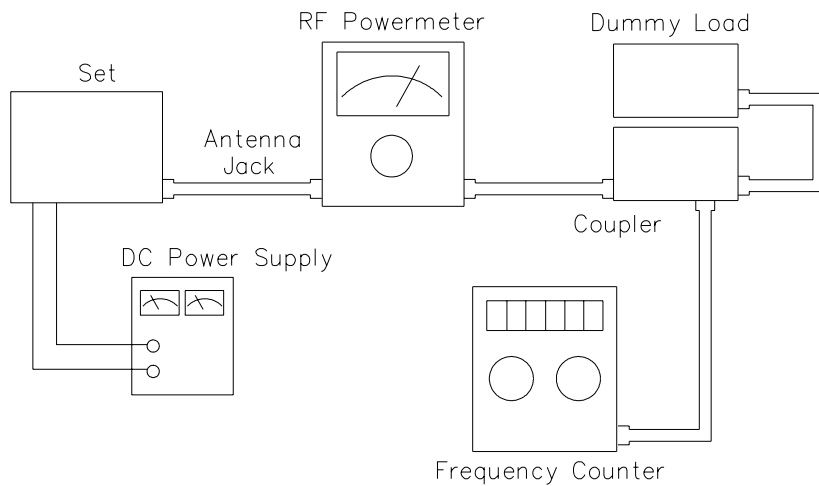 RF Powermeter
Dummy Load
Set
Antenna
Jack
Coupler
DC Power Supply
Frequency Counter